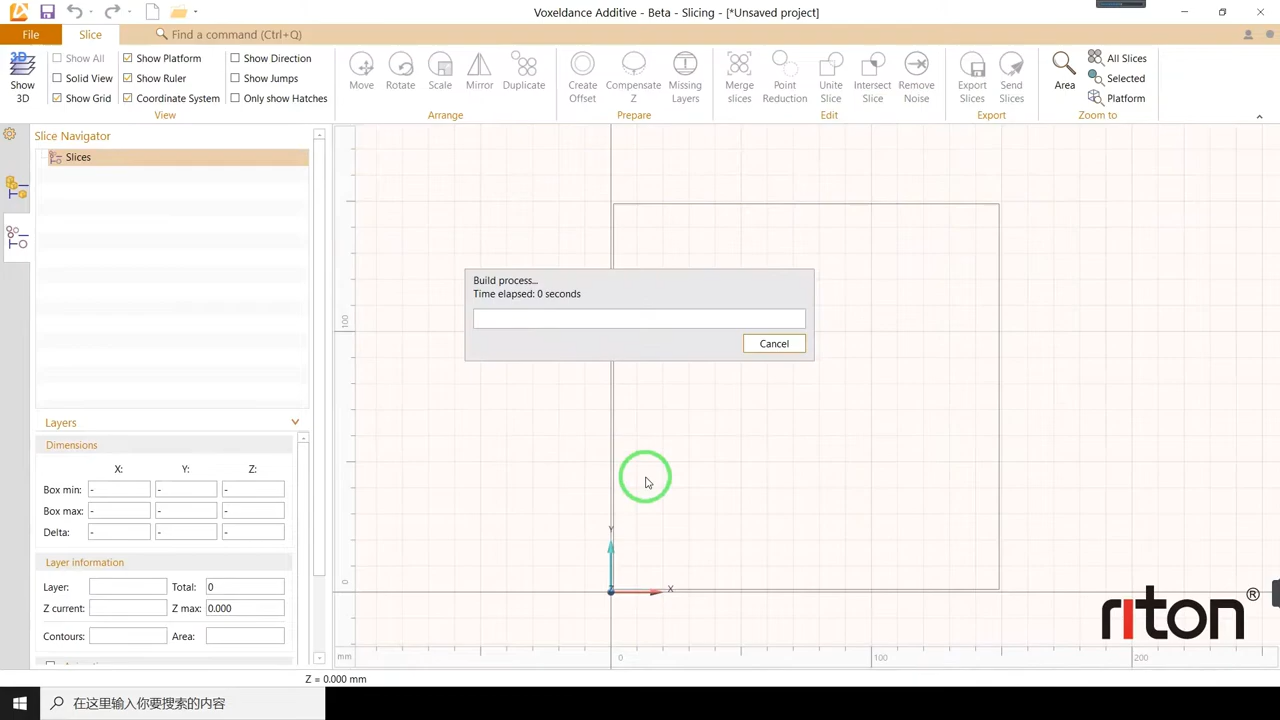 Voxeldance Additive - Beta - Slicing - [*Unsaved project]
File
Slice
Find a command (Ctrl+Q)
3D
Show
3D
Show All
Solid View
Show Grid
Show Platform
Show Ruler
Coordinate System
Show Direction
Show Jumps
Only show Hatches
View
Move
Rotate
Scale
Mirror
Duplicate
Arrange
Create
Offset
Compensate
Z
Missing
Layers
Prepare
Merge
slices
Point
Reduction
Unite
Slice
Intersect
Slice
Remove
Noise
Edit
Export
Slices
Send
Slices
Export
Area
All Slices
Selected
Platform
Zoom to
Slice Navigator
Slices
Layers
Dimensions
X: Y: Z:
Box min: - - -
Box max: - - -
Delta: - - -
Layer information
Layer: Total: 0
Z current: Z max: 0.000
Contours: Area:
Build process...
Time elapsed: 0 seconds
Cancel
100
0
Y
Z
X
mm
0
100
200
riton®
Z = 0.000 mm
在这里输入你要搜索的内容